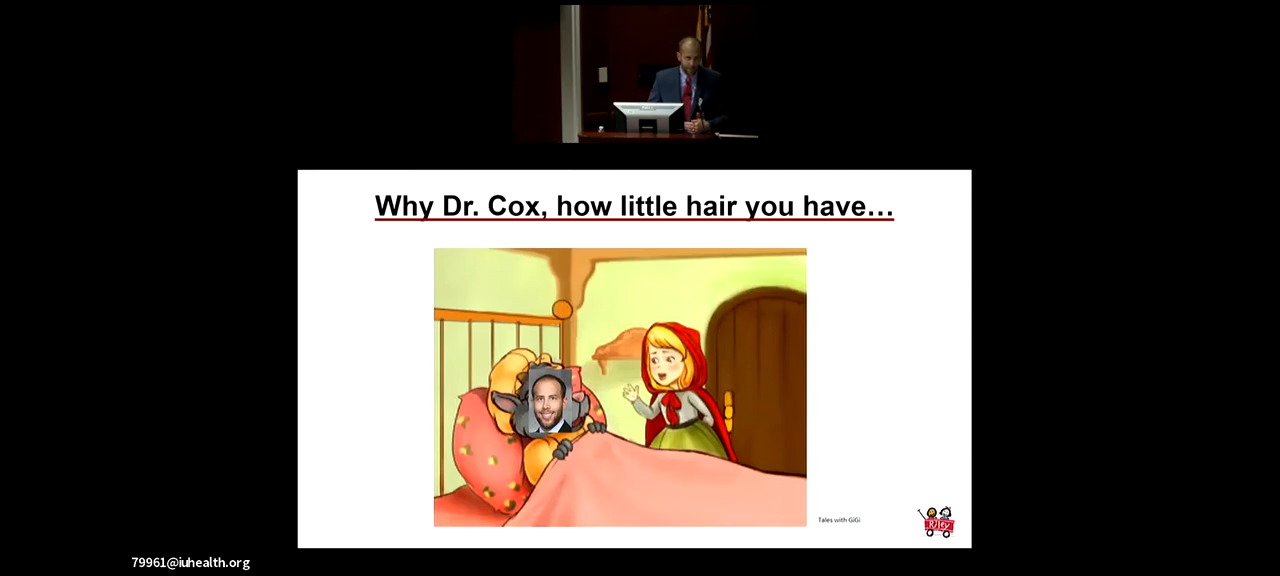 Why Dr. Cox, how little hair you have...
Tales with GiGi
Riley
79961@iuhealth.org